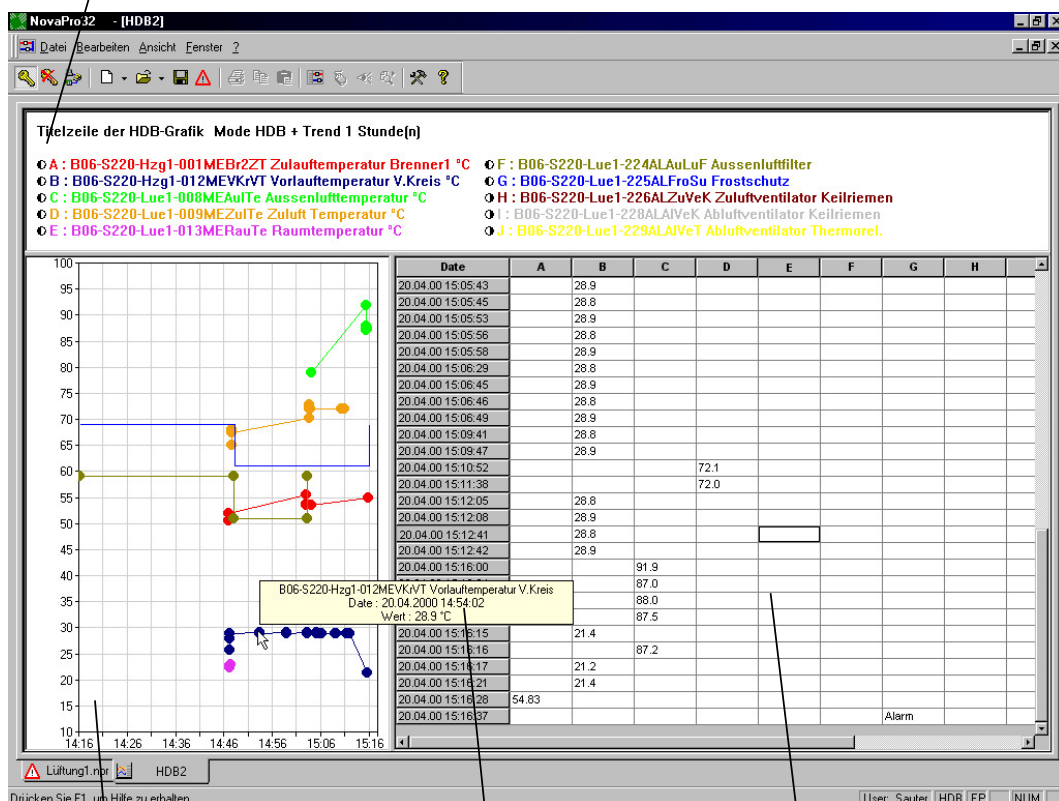 NovaPro32 - [HDB2]
Datei Bearbeiten Ansicht Fenster ?
Titelzeile der HDB-Grafik Mode HDB + Trend 1 Stunde(n)
A : B06-S220-Hzg1-001MEBr2ZT Zulauftemperatur Brenner1 °C
B : B06-S220-Hzg1-012MEVKrVT Vorlauftemperatur V.Kreis °C
C : B06-S220-Lue1-008MEAulTe Aussenlufttemperatur °C
D : B06-S220-Lue1-009MEZulTe Zuluft Temperatur °C
E : B06-S220-Lue1-013MERauTe Raumtemperatur °C
F : B06-S220-Lue1-224ALAuLuF Aussenluftfilter
G : B06-S220-Lue1-225ALFroSu Frostschutz
H : B06-S220-Lue1-226ALZuVeK Zuluftventilator Keilriemen
I : B06-S220-Lue1-228ALAlVeK Abluftventilator Keilriemen
J : B06-S220-Lue1-229ALAlVeT Abluftventilator Thermorel.
100
95
90
85
80
75
70
65
60
55
50
45
40
35
30
25
20
15
10
14:16 14:26 14:36 14:46 14:56 15:06 15:16
B06-S220-Hzg1-012MEVKrVT Vorlauftemperatur V.Kreis
Date : 20.04.2000 14:54:02
Wert : 28.9 °C
Date A B C D E F G H
20.04.00 15:05:43 28.9
20.04.00 15:05:45 28.8
20.04.00 15:05:53 28.9
20.04.00 15:05:56 28.8
20.04.00 15:05:58 28.9
20.04.00 15:06:29 28.8
20.04.00 15:06:45 28.9
20.04.00 15:06:46 28.8
20.04.00 15:06:49 28.9
20.04.00 15:09:41 28.8
20.04.00 15:09:47 28.9
20.04.00 15:10:52 72.1
20.04.00 15:11:38 72.0
20.04.00 15:12:05 28.8
20.04.00 15:12:08 28.9
20.04.00 15:12:41 28.8
20.04.00 15:12:42 28.9
20.04.00 15:16:00 91.9
87.0
88.0
87.5
20.04.00 15:16:15 21.4
20.04.00 15:16:16 87.2
20.04.00 15:16:17 21.2
20.04.00 15:16:21 21.4
20.04.00 15:16:28 54.83
20.04.00 15:16:37 Alarm
Lüftung1.npr HDB2
Drücken Sie F1, um Hilfe zu erhalten
User: Sauter HDB EP NUM